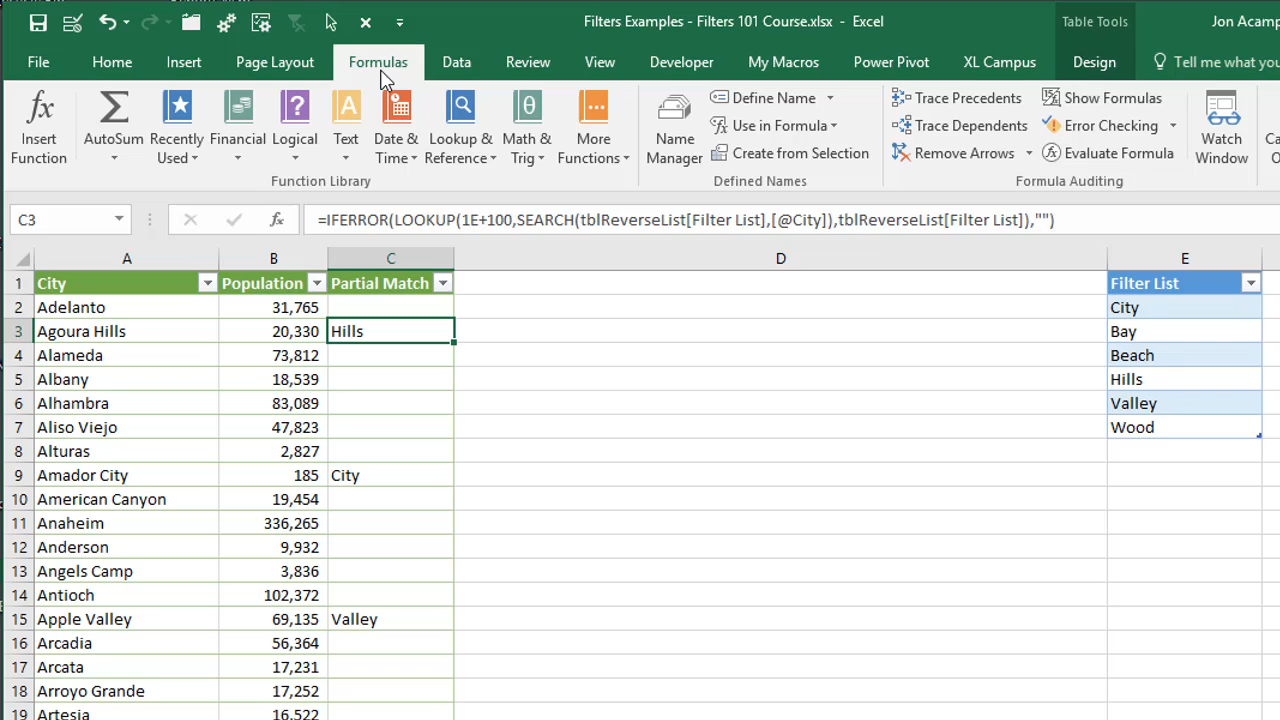 Filters Examples - Filters 101 Course.xlsx - Excel
Table Tools
Jon Acamp
File Home Insert Page Layout Formulas Data Review View Developer My Macros Power Pivot XL Campus Design Tell me what you
fx Insert Function
Σ AutoSum
Recently Used
Financial
? Logical
A Text
Date & Time
Lookup & Reference
θ Math & Trig
More Functions
Function Library
Name Manager
Define Name
Use in Formula
Create from Selection
Defined Names
Trace Precedents
Trace Dependents
Remove Arrows
Show Formulas
Error Checking
fx Evaluate Formula
Formula Auditing
Watch Window
C3 fx =IFERROR(LOOKUP(1E+100,SEARCH(tblReverseList[Filter List],[@City]),tblReverseList[Filter List]),"")
A B C D E
1 City Population Partial Match Filter List
2 Adelanto 31,765 City
3 Agoura Hills 20,330 Hills Bay
4 Alameda 73,812 Beach
5 Albany 18,539 Hills
6 Alhambra 83,089 Valley
7 Aliso Viejo 47,823 Wood
8 Alturas 2,827
9 Amador City 185 City
10 American Canyon 19,454
11 Anaheim 336,265
12 Anderson 9,932
13 Angels Camp 3,836
14 Antioch 102,372
15 Apple Valley 69,135 Valley
16 Arcadia 56,364
17 Arcata 17,231
18 Arroyo Grande 17,252
19 Artesia 16,522